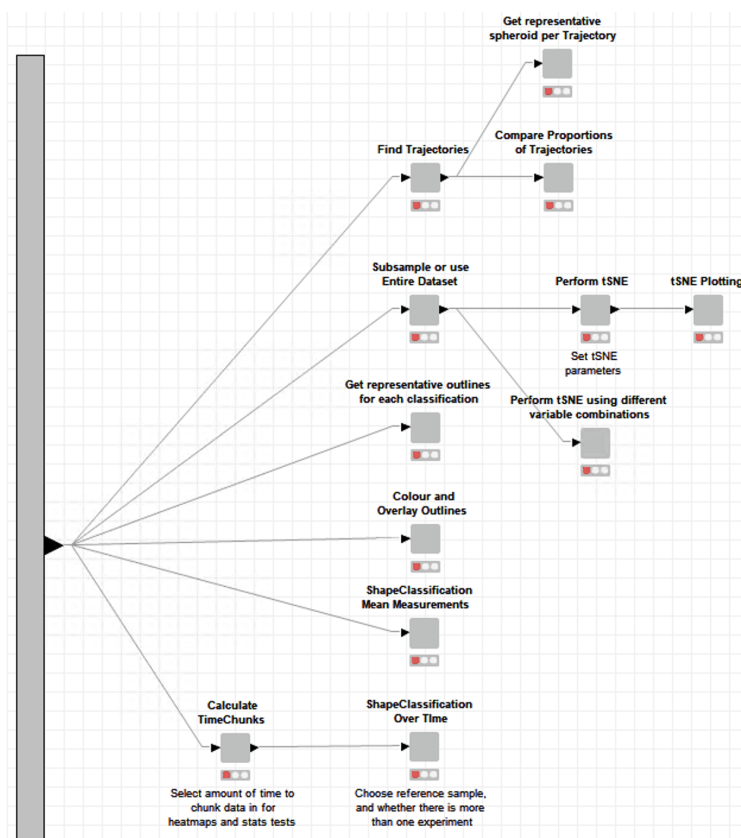 Get representative
spheroid per Trajectory
Compare Proportions
of Trajectories
Find Trajectories
Subsample or use
Entire Dataset
Perform tSNE
tSNE Plotting
Set tSNE
parameters
Get representative outlines
for each classification
Perform tSNE using different
variable combinations
Colour and
Overlay Outlines
ShapeClassification
Mean Measurements
Calculate
TimeChunks
ShapeClassification
Over TIme
Select amount of time to
chunk data in for
heatmaps and stats tests
Choose reference sample,
and whether there is more
than one experiment